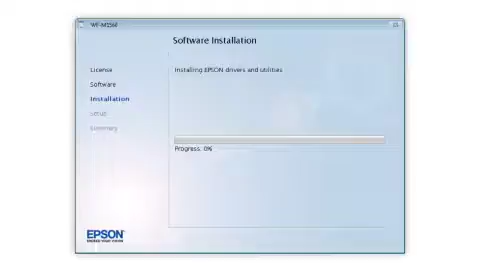 WF-M1560
Software Installation
License
Installing EPSON drivers and utilities
Software
Installation
Setup
Progress: 0%
Summary
EPSON
EXCEED YOUR VISION